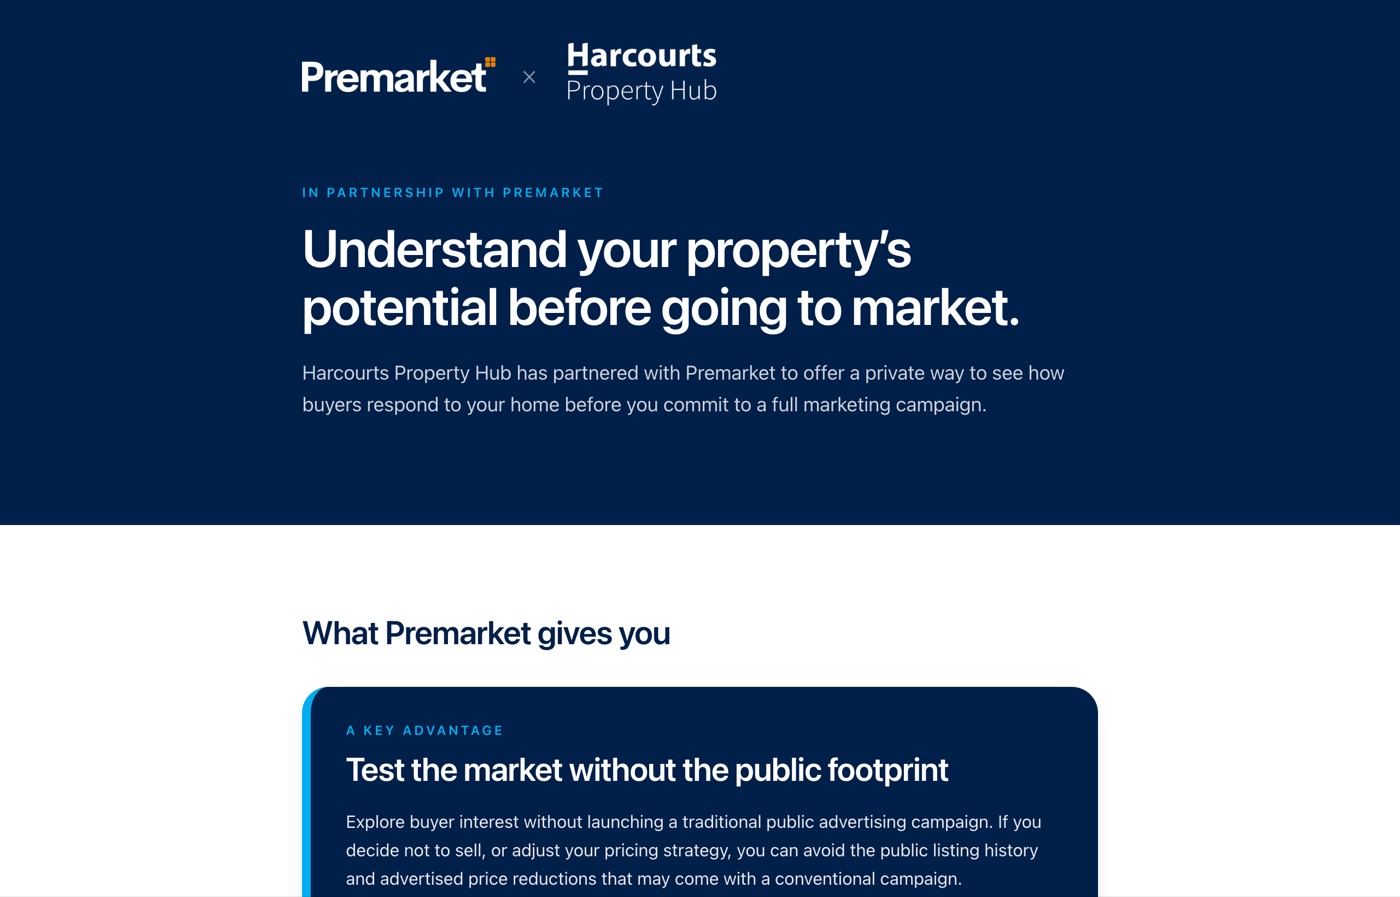 Premarket × Harcourts
Property Hub
IN PARTNERSHIP WITH PREMARKET
Understand your property’s
potential before going to market.
Harcourts Property Hub has partnered with Premarket to offer a private way to see how
buyers respond to your home before you commit to a full marketing campaign.
What Premarket gives you
A KEY ADVANTAGE
Test the market without the public footprint
Explore buyer interest without launching a traditional public advertising campaign. If you
decide not to sell, or adjust your pricing strategy, you can avoid the public listing history
and advertised price reductions that may come with a conventional campaign.